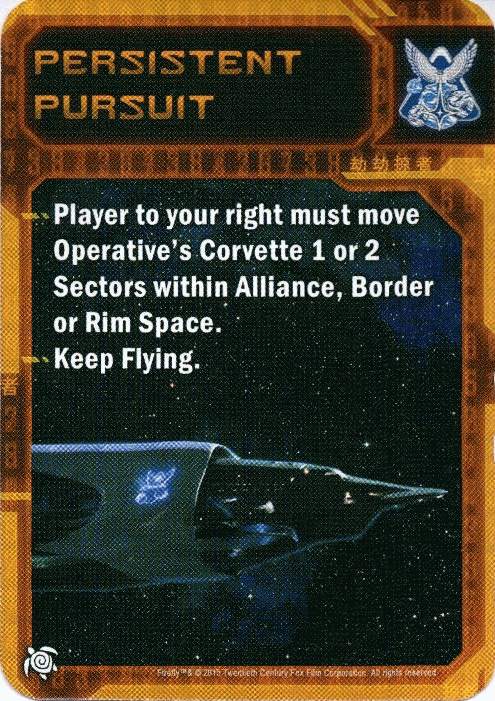 PERSISTENT
PURSUIT
Player to your right must move
Operative's Corvette 1 or 2
Sectors within Alliance, Border
or Rim Space.
Keep Flying.
Firefly™& © 2015 Twentieth Century Fox Film Corporation. All rights reserved.